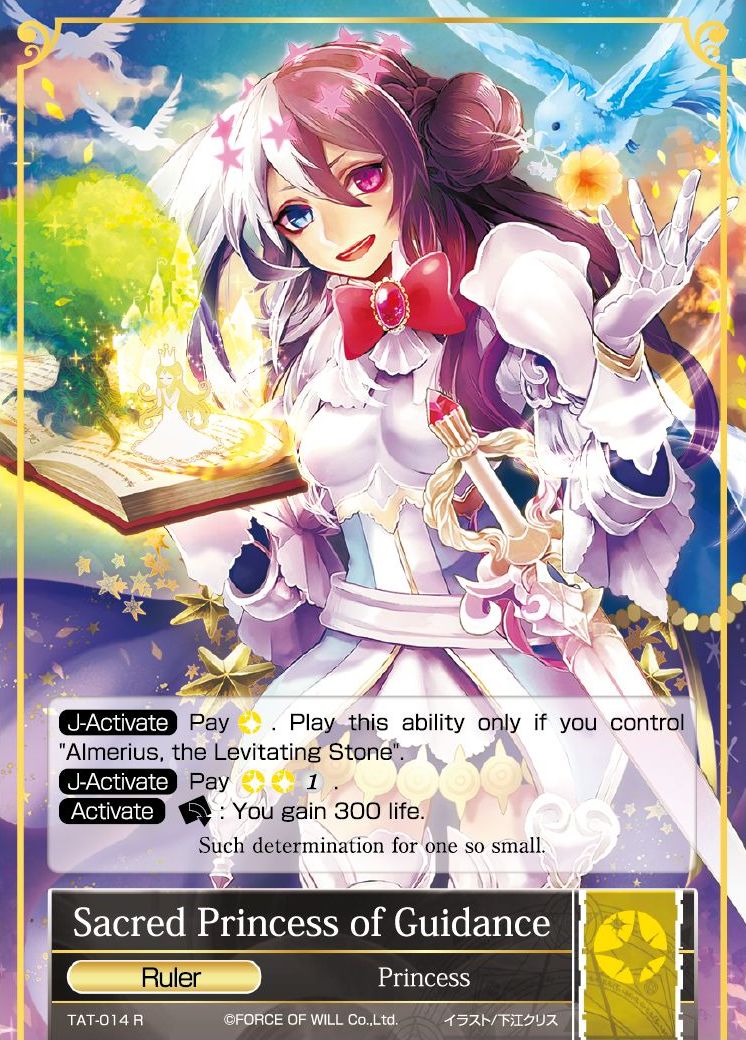 J-Activate Pay . Play this ability only if you control
"Almerius, the Levitating Stone".
J-Activate Pay 1 .
Activate : You gain 300 life.
Such determination for one so small.
Sacred Princess of Guidance
Ruler Princess
TAT-014 R ©FORCE OF WILL Co.,Ltd. イラスト/下江クリス